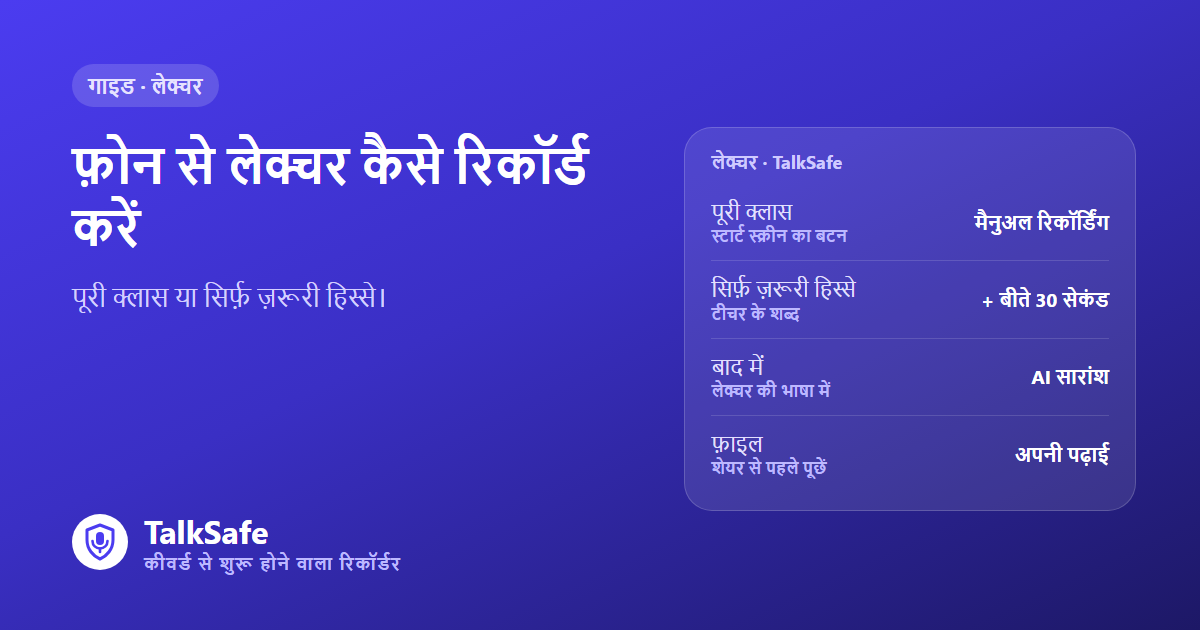 गाइड · लेक्चर
फ़ोन से लेक्चर कैसे रिकॉर्ड
करें
पूरी क्लास या सिर्फ़ ज़रूरी हिस्से।
लेक्चर · TalkSafe
पूरी क्लास
स्टार्ट स्क्रीन का बटन
मैनुअल रिकॉर्डिंग
सिर्फ़ ज़रूरी हिस्से
टीचर के शब्द
+ बीते 30 सेकंड
बाद में
लेक्चर की भाषा में
AI सारांश
फ़ाइल
शेयर से पहले पूछें
अपनी पढ़ाई
TalkSafe
कीवर्ड से शुरू होने वाला रिकॉर्डर